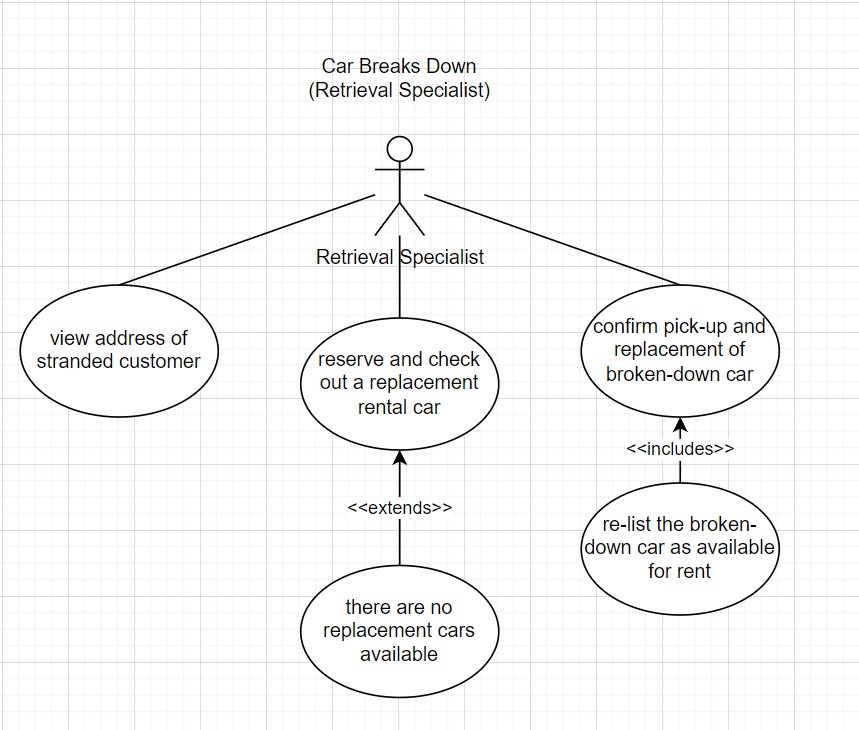 Car Breaks Down
(Retrieval Specialist)
Retrieval Specialist
view address of
stranded customer
reserve and check
out a replacement
rental car
confirm pick-up and
replacement of
broken-down car
<<includes>>
<<extends>>
re-list the broken-
down car as available
for rent
there are no
replacement cars
available